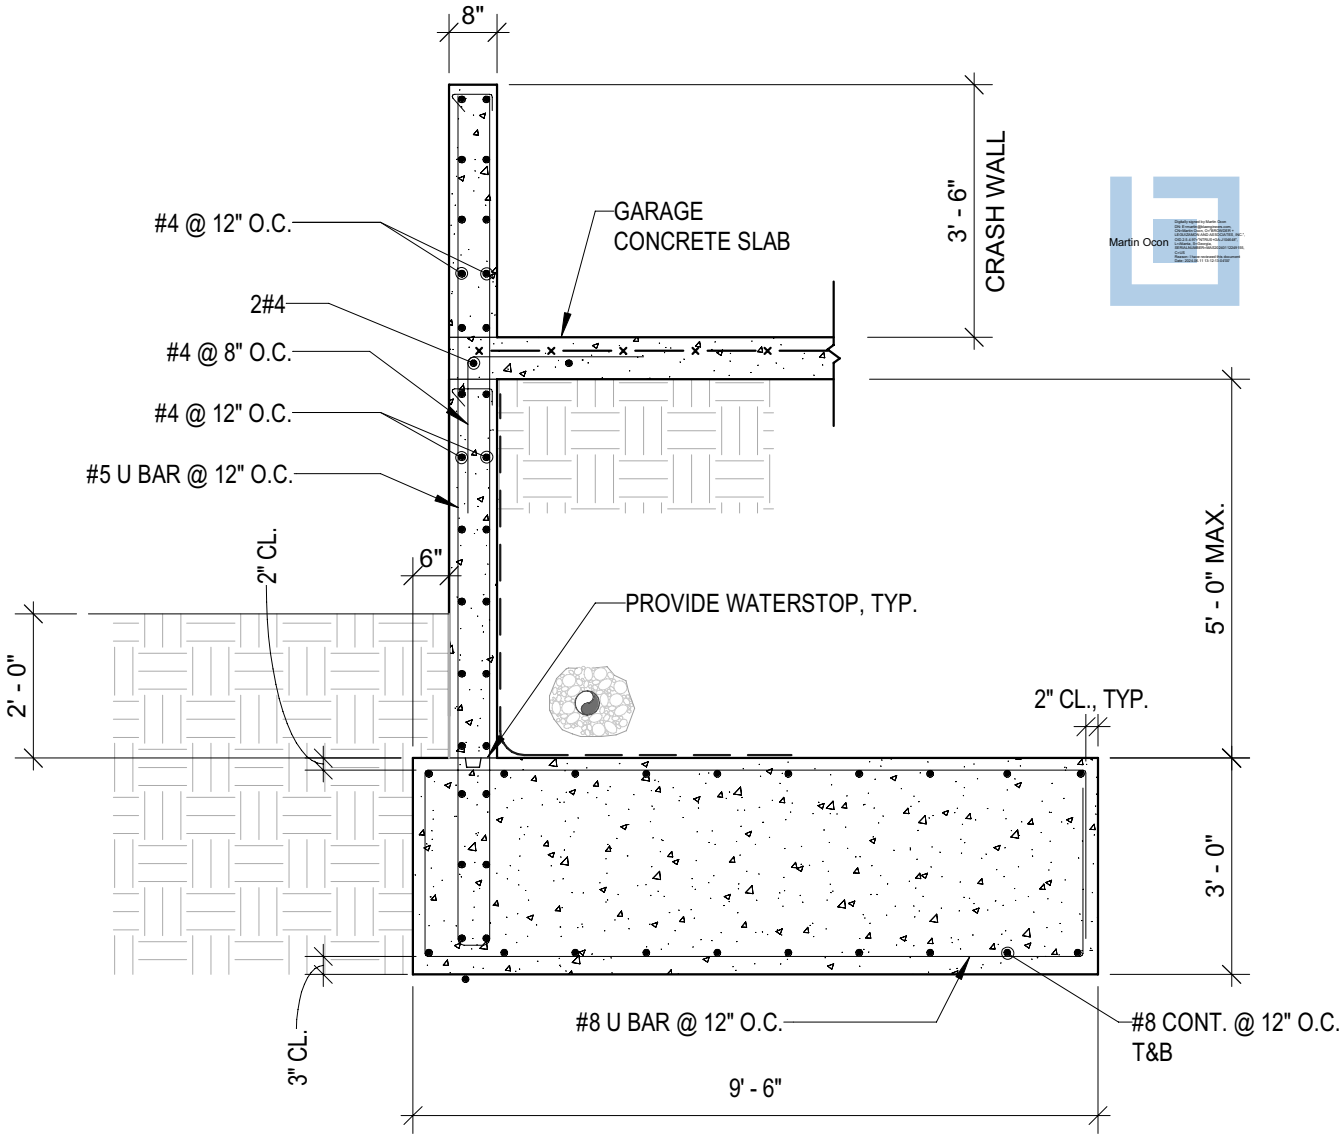 8"
3' - 6"
CRASH WALL
GARAGE
CONCRETE SLAB
#4 @ 12" O.C.
Martin Ocon
2#4
#4 @ 8" O.C.
#4 @ 12" O.C.
#5 U BAR @ 12" O.C.
2" CL.
6"
5' - 0" MAX.
PROVIDE WATERSTOP, TYP.
2' - 0"
2" CL., TYP.
3' - 0"
3" CL.
#8 U BAR @ 12" O.C.
#8 CONT. @ 12" O.C.
T&B
9' - 6"